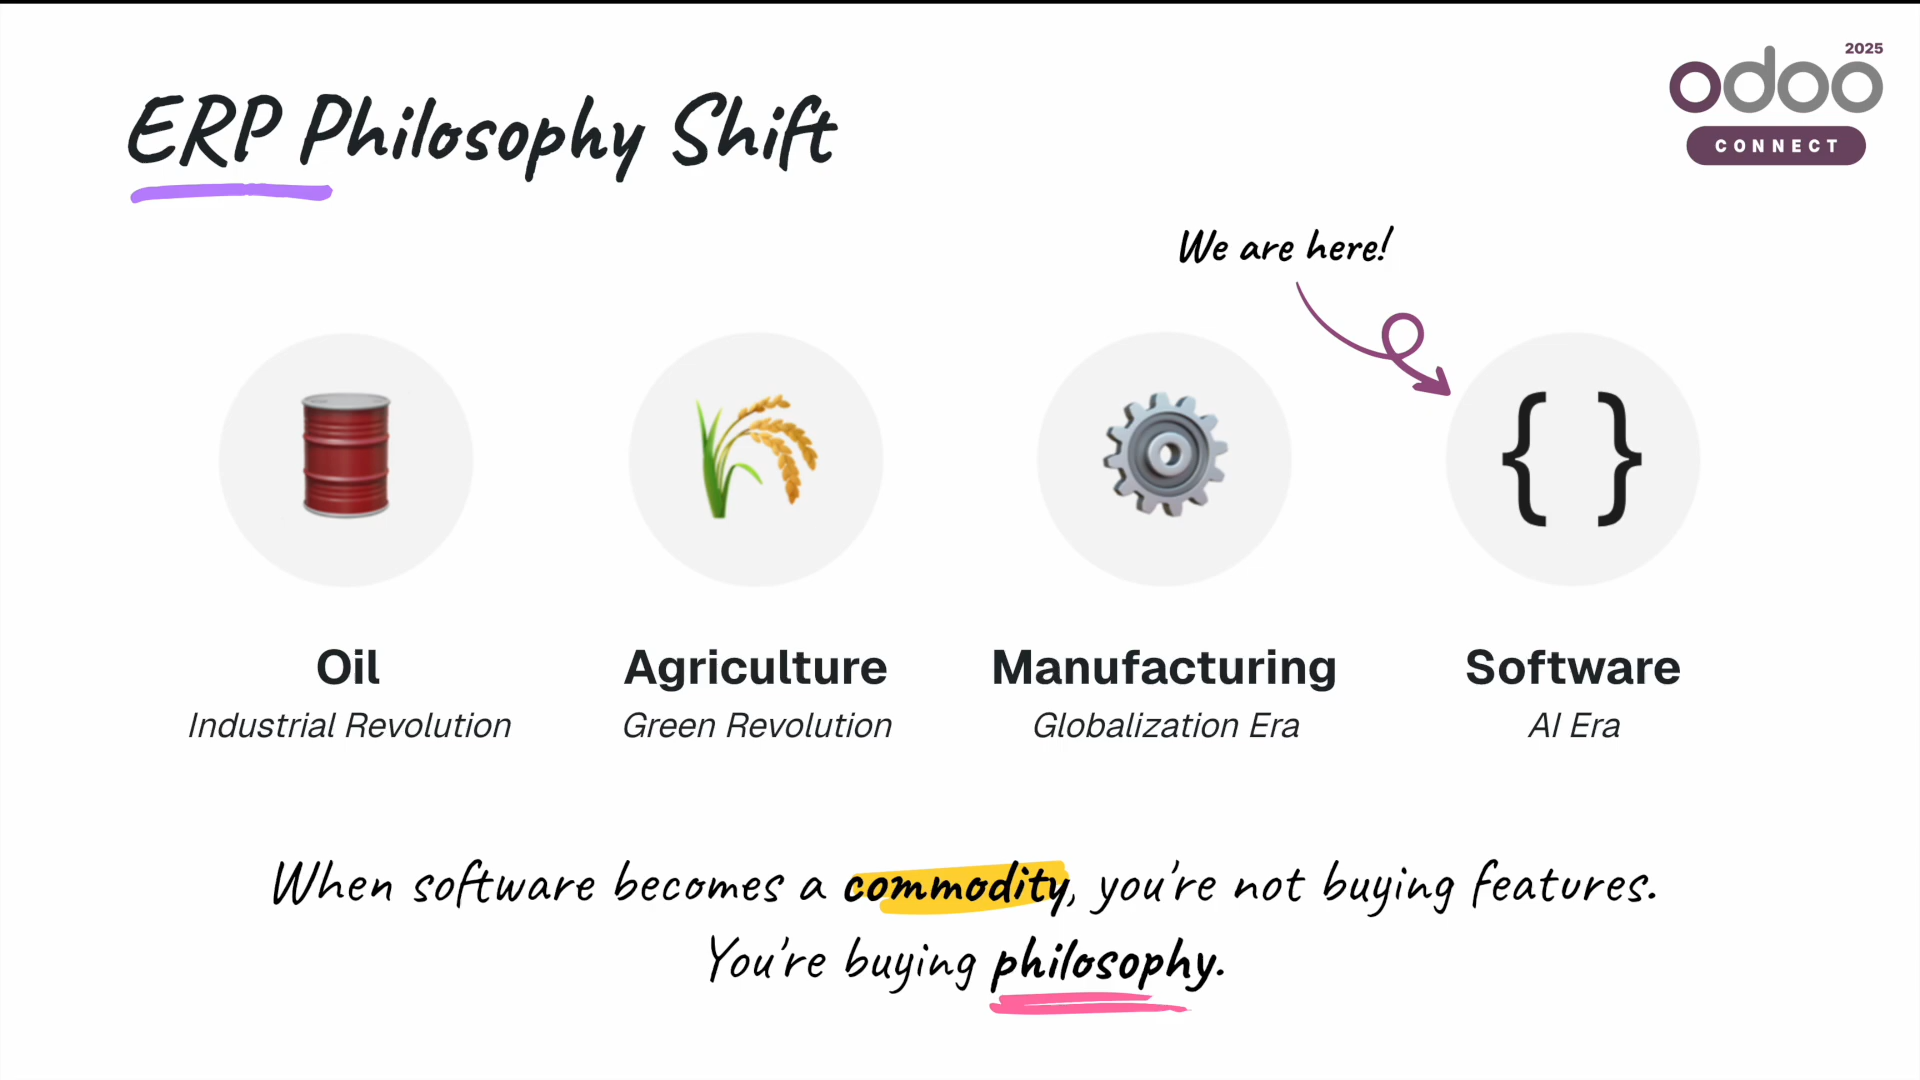 2025
odoo
CONNECT
ERP Philosophy Shift
We are here!
{ }
Oil
Industrial Revolution
Agriculture
Green Revolution
Manufacturing
Globalization Era
Software
AI Era
When software becomes a commodity, you're not buying features.
You're buying philosophy.